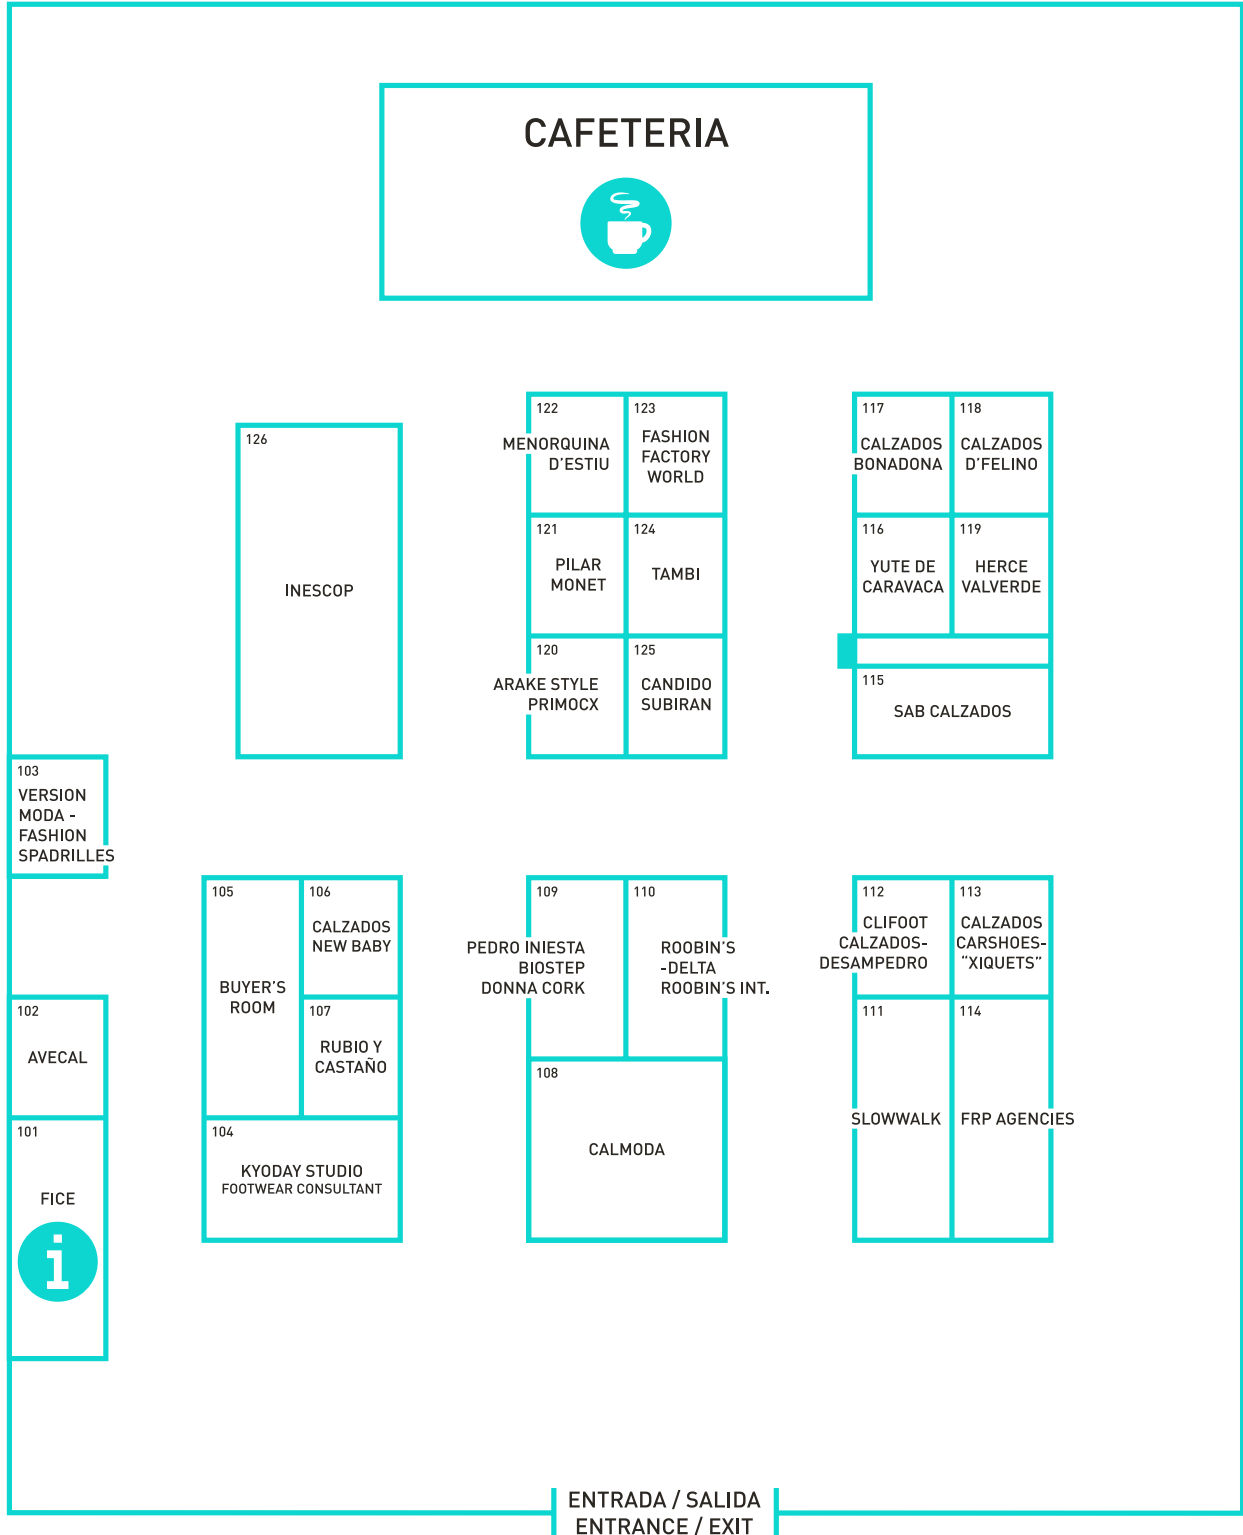 CAFETERIA
122
MENORQUINA
D'ESTIU
123
FASHION
FACTORY
WORLD
117
CALZADOS
BONADONA
118
CALZADOS
D'FELINO
126
INESCOP
121
PILAR
MONET
124
TAMBI
116
YUTE DE
CARAVACA
119
HERCE
VALVERDE
120
ARAKE STYLE
PRIMOCX
125
CANDIDO
SUBIRAN
115
SAB CALZADOS
103
VERSION
MODA -
FASHION
SPADRILLES
105
BUYER'S
ROOM
106
CALZADOS
NEW BABY
109
PEDRO INIESTA
BIOSTEP
DONNA CORK
110
ROOBIN'S
-DELTA
ROOBIN'S INT.
112
CLIFOOT
CALZADOS-
DESAMPEDRO
113
CALZADOS
CARSHOES-
“XIQUETS”
102
AVECAL
107
RUBIO Y
CASTAÑO
111
SLOWWALK
114
FRP AGENCIES
101
FICE
i
104
KYODAY STUDIO
FOOTWEAR CONSULTANT
108
CALMODA
ENTRADA / SALIDA
ENTRANCE / EXIT